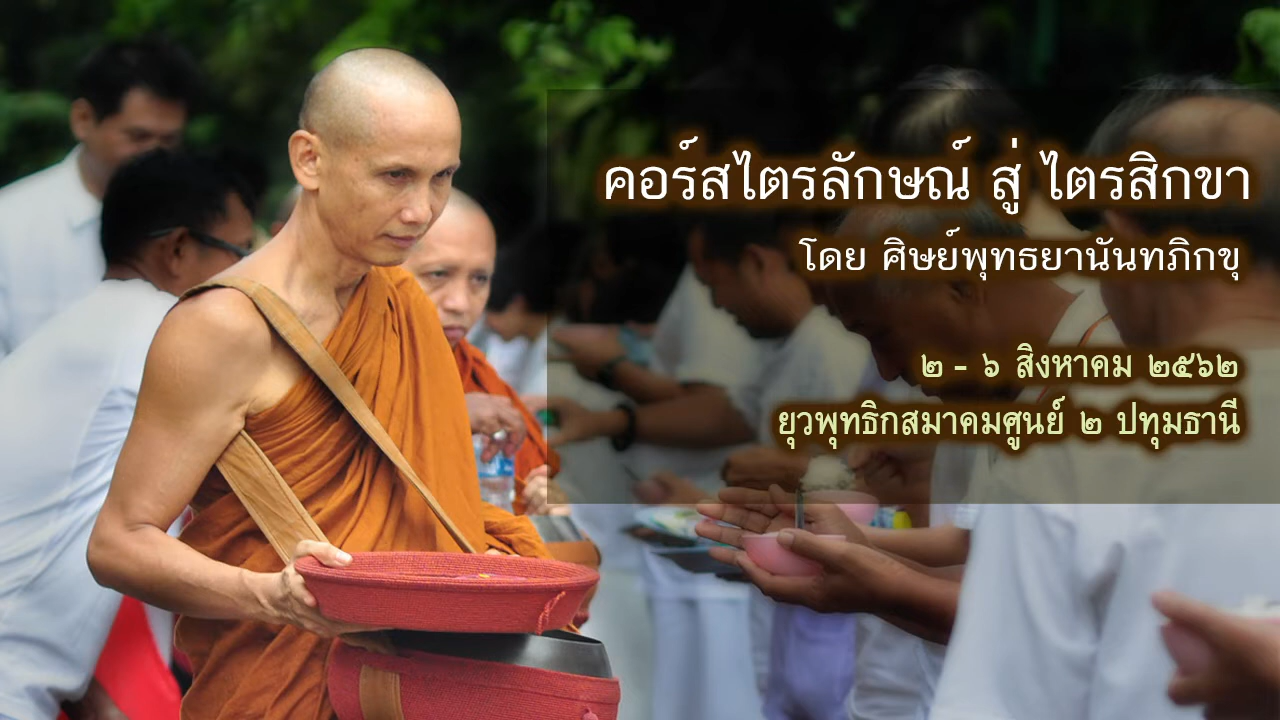 คอร์สไตรลักษณ์ สู่ ไตรสิกขา
โดย ศิษย์พุทธยานันทภิกขุ
๒ - ๖ สิงหาคม ๒๕๖๒
ยุวพุทธิกสมาคมศูนย์ ๒ ปทุมธานี